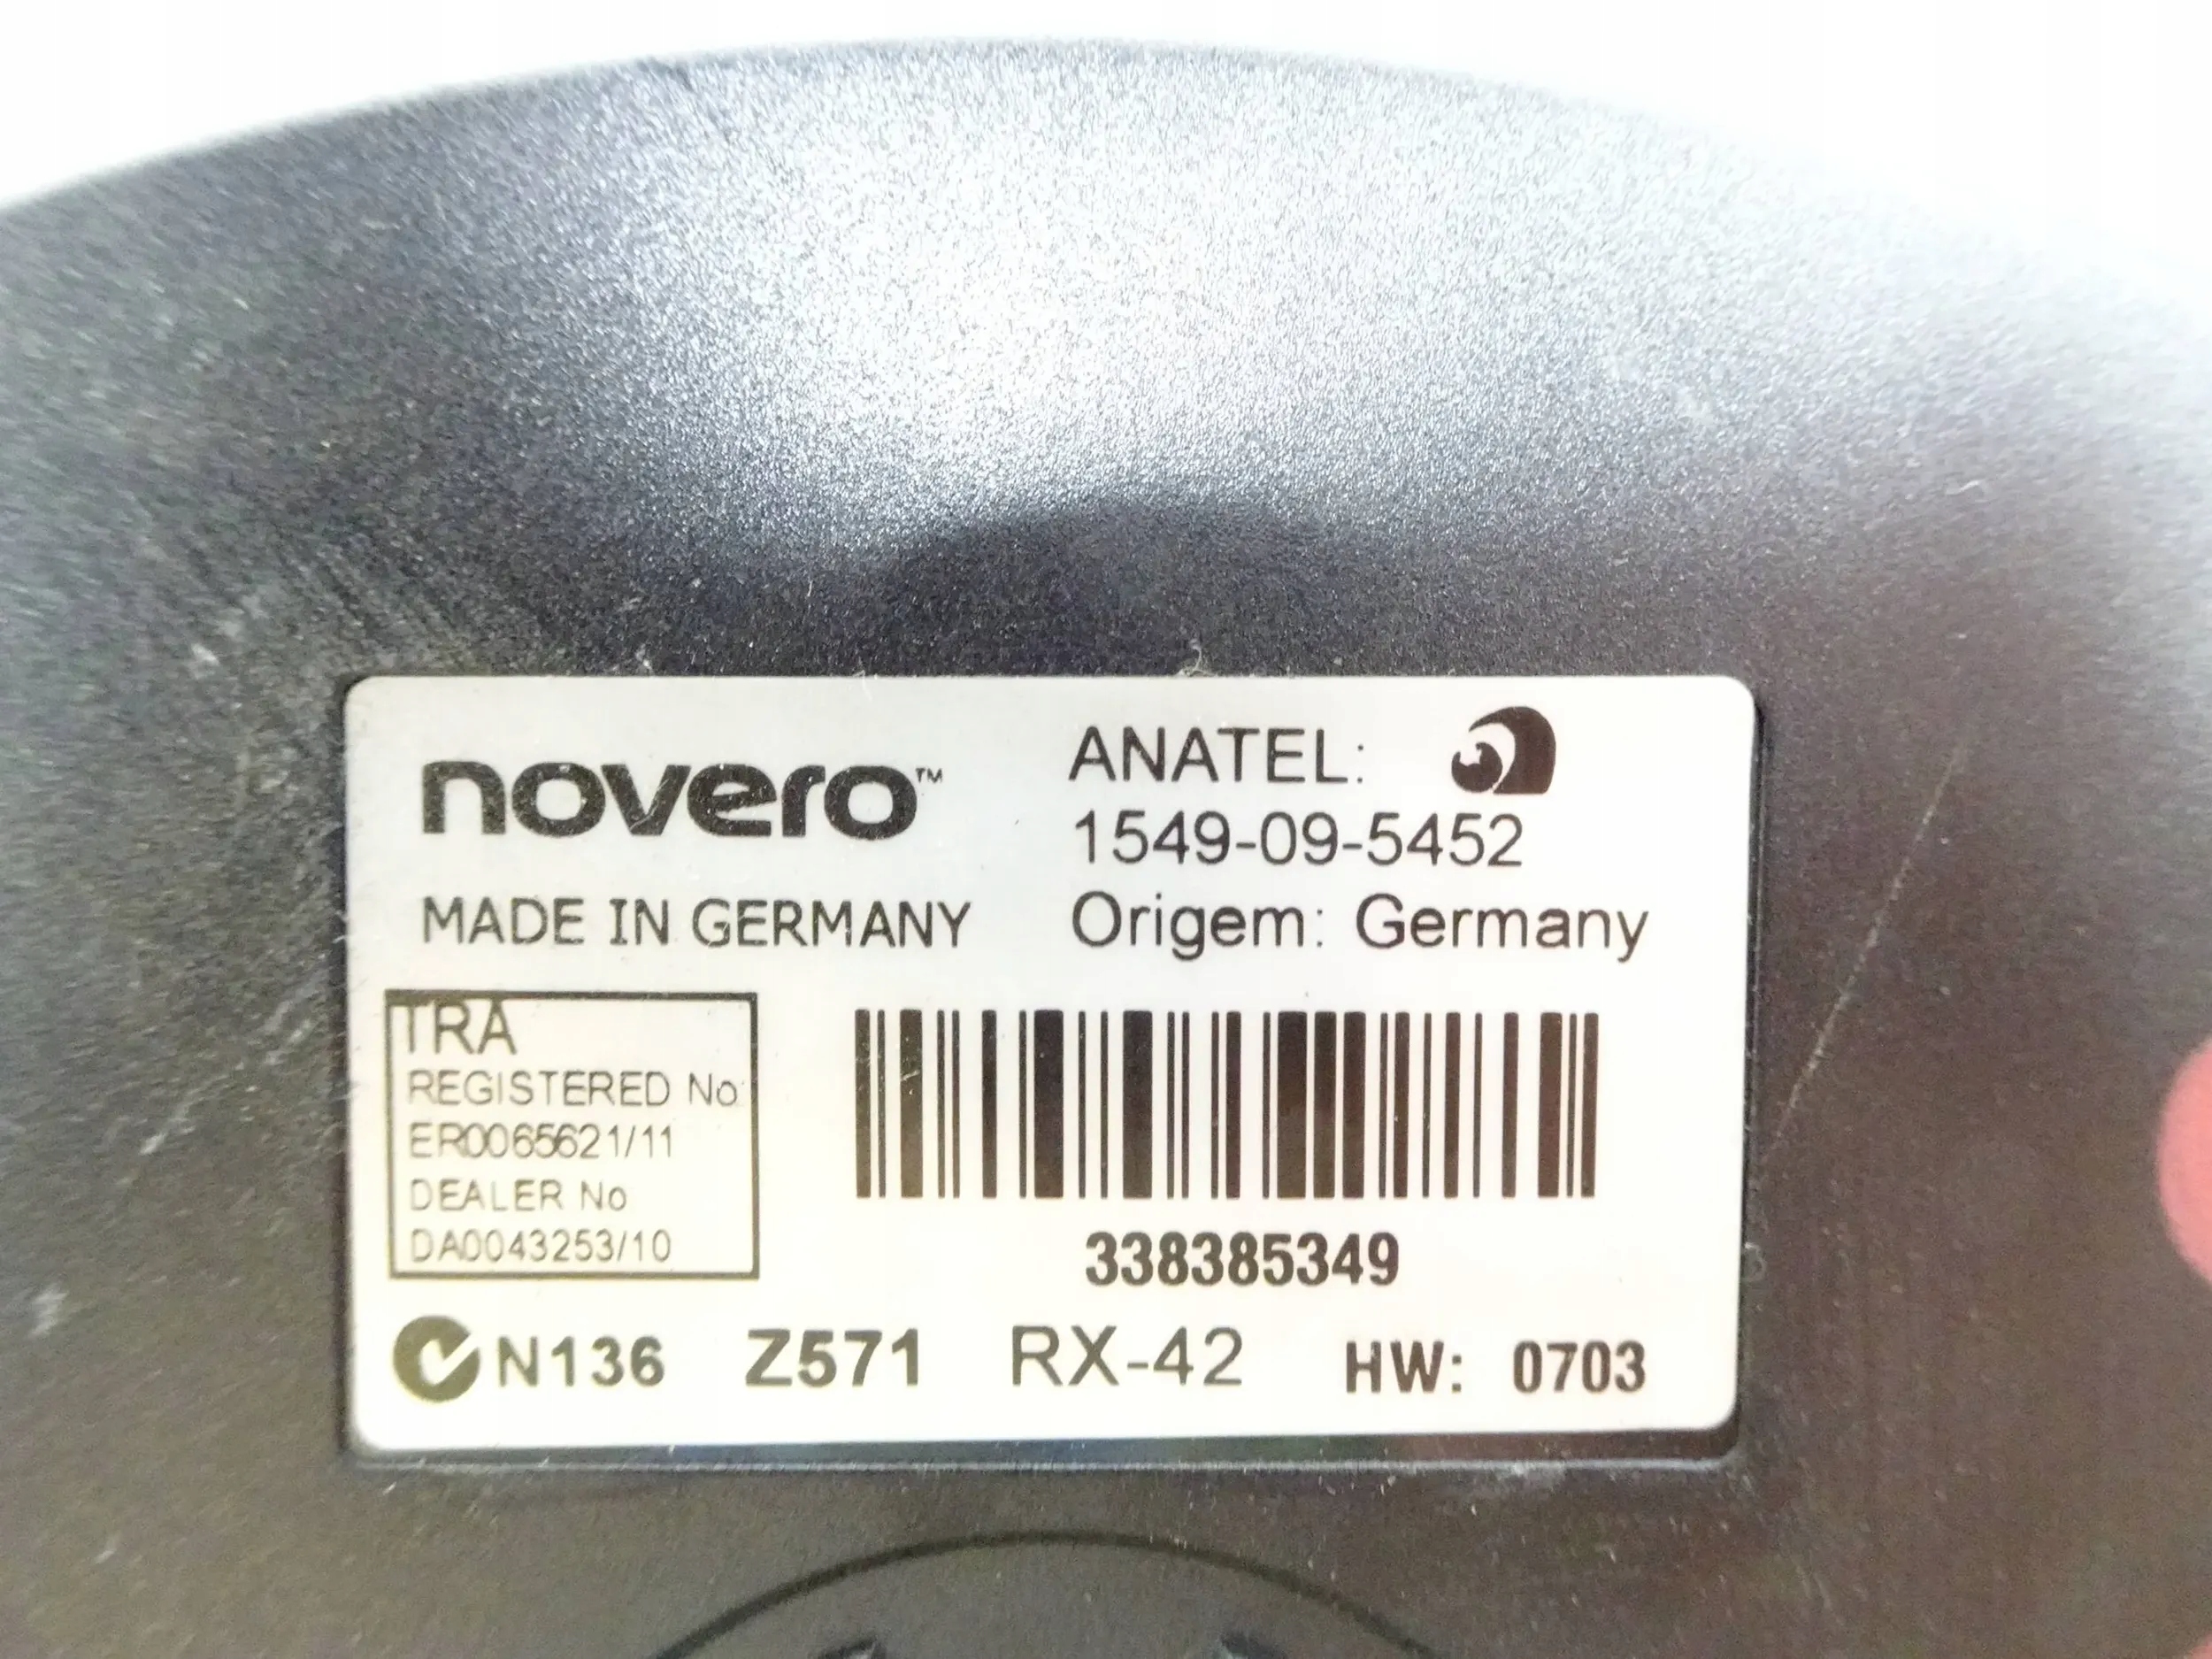 novero™
MADE IN GERMANY
ANATEL:
1549-09-5452
Origem: Germany
TRA
REGISTERED No
ER0065621/11
DEALER No
DA0043253/10
338385349
N136 Z571 RX-42 HW: 0703